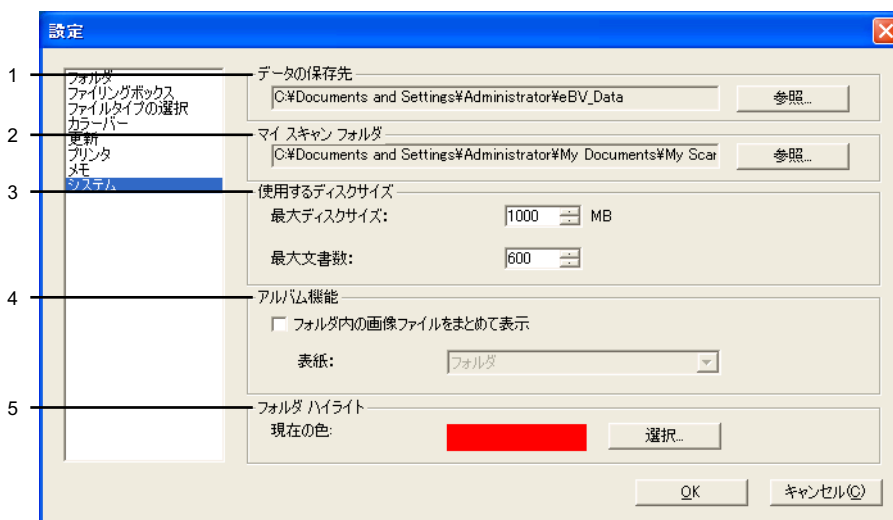 設定
フォルダ
ファイリングボックス
ファイルタイプの選択
カラーバー
更新
プリンタ
メモ
システム
1
データの保存先
C:¥Documents and Settings¥Administrator¥eBV_Data
参照...
2
マイ スキャン フォルダ
C:¥Documents and Settings¥Administrator¥My Documents¥My Scar
参照...
3
使用するディスクサイズ
最大ディスクサイズ: 1000 MB
最大文書数: 600
4
アルバム機能
フォルダ内の画像ファイルをまとめて表示
表紙: フォルダ
5
フォルダ ハイライト
現在の色: 選択...
OK キャンセル(C)